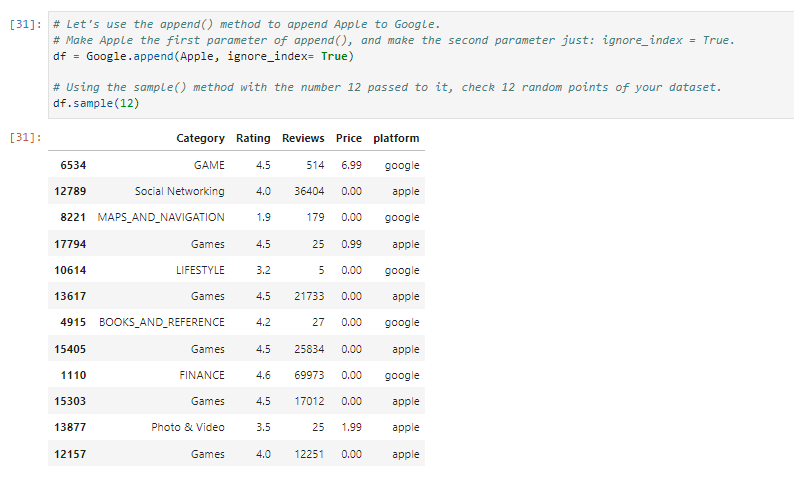 [31]: # Let's use the append() method to append Apple to Google.
# Make Apple the first parameter of append(), and make the second parameter just: ignore_index = True.
df = Google.append(Apple, ignore_index= True)
# Using the sample() method with the number 12 passed to it, check 12 random points of your dataset.
df.sample(12)
[31]: Category Rating Reviews Price platform
6534 GAME 4.5 514 6.99 google
12789 Social Networking 4.0 36404 0.00 apple
8221 MAPS_AND_NAVIGATION 1.9 179 0.00 google
17794 Games 4.5 25 0.99 apple
10614 LIFESTYLE 3.2 5 0.00 google
13617 Games 4.5 21733 0.00 apple
4915 BOOKS_AND_REFERENCE 4.2 27 0.00 google
15405 Games 4.5 25834 0.00 apple
1110 FINANCE 4.6 69973 0.00 google
15303 Games 4.5 17012 0.00 apple
13877 Photo & Video 3.5 25 1.99 apple
12157 Games 4.0 12251 0.00 apple